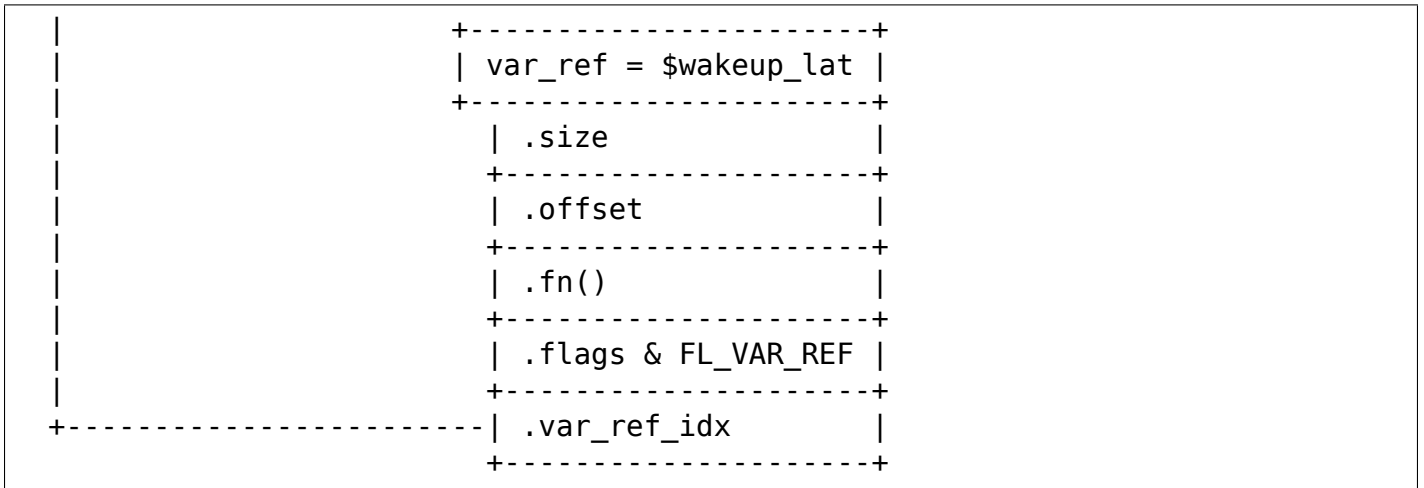 |                      +-----------------------+
|                      | var_ref = $wakeup_lat |
|                      +-----------------------+
|                        | .size               |
|                        +---------------------+
|                        | .offset             |
|                        +---------------------+
|                        | .fn()               |
|                        +---------------------+
|                        | .flags & FL_VAR_REF |
|                        +---------------------+
+------------------------| .var_ref_idx        |
                         +---------------------+